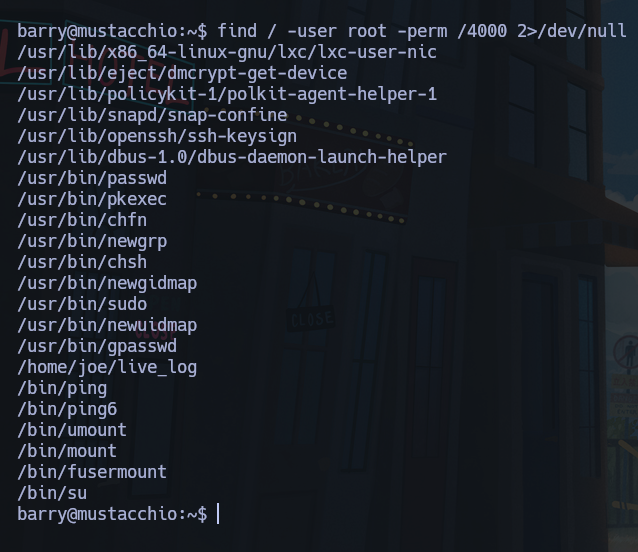 barry@mustacchio:~$ find / -user root -perm /4000 2>/dev/null
/usr/lib/x86_64-linux-gnu/lxc/lxc-user-nic
/usr/lib/eject/dmcrypt-get-device
/usr/lib/policykit-1/polkit-agent-helper-1
/usr/lib/snapd/snap-confine
/usr/lib/openssh/ssh-keysign
/usr/lib/dbus-1.0/dbus-daemon-launch-helper
/usr/bin/passwd
/usr/bin/pkexec
/usr/bin/chfn
/usr/bin/newgrp
/usr/bin/chsh
/usr/bin/newgidmap
/usr/bin/sudo
/usr/bin/newuidmap
/usr/bin/gpasswd
/home/joe/live_log
/bin/ping
/bin/ping6
/bin/umount
/bin/mount
/bin/fusermount
/bin/su
barry@mustacchio:~$
HOTEL
CLOSE